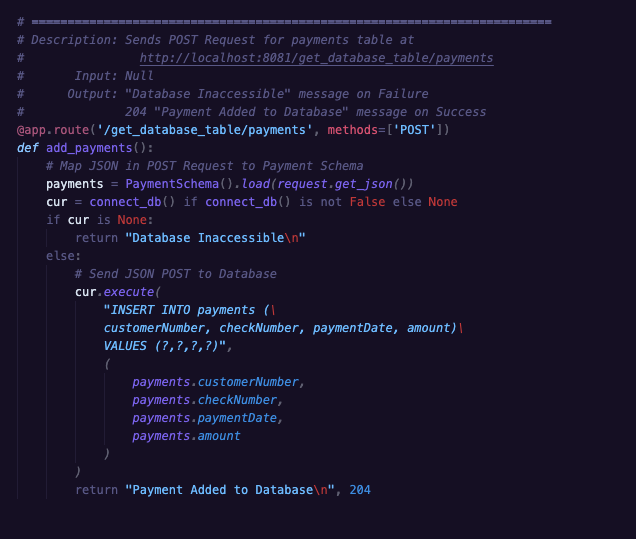 # ========================================================================
# Description: Sends POST Request for payments table at
#                http://localhost:8081/get_database_table/payments
#       Input: Null
#      Output: "Database Inaccessible" message on Failure
#              204 "Payment Added to Database" message on Success
@app.route('/get_database_table/payments', methods=['POST'])
def add_payments():
    # Map JSON in POST Request to Payment Schema
    payments = PaymentSchema().load(request.get_json())
    cur = connect_db() if connect_db() is not False else None
    if cur is None:
        return "Database Inaccessible\n"
    else:
        # Send JSON POST to Database
        cur.execute(
            "INSERT INTO payments (\
            customerNumber, checkNumber, paymentDate, amount)\
            VALUES (?,?,?,?)",
            (
                payments.customerNumber,
                payments.checkNumber,
                payments.paymentDate,
                payments.amount
            )
        )
        return "Payment Added to Database\n", 204